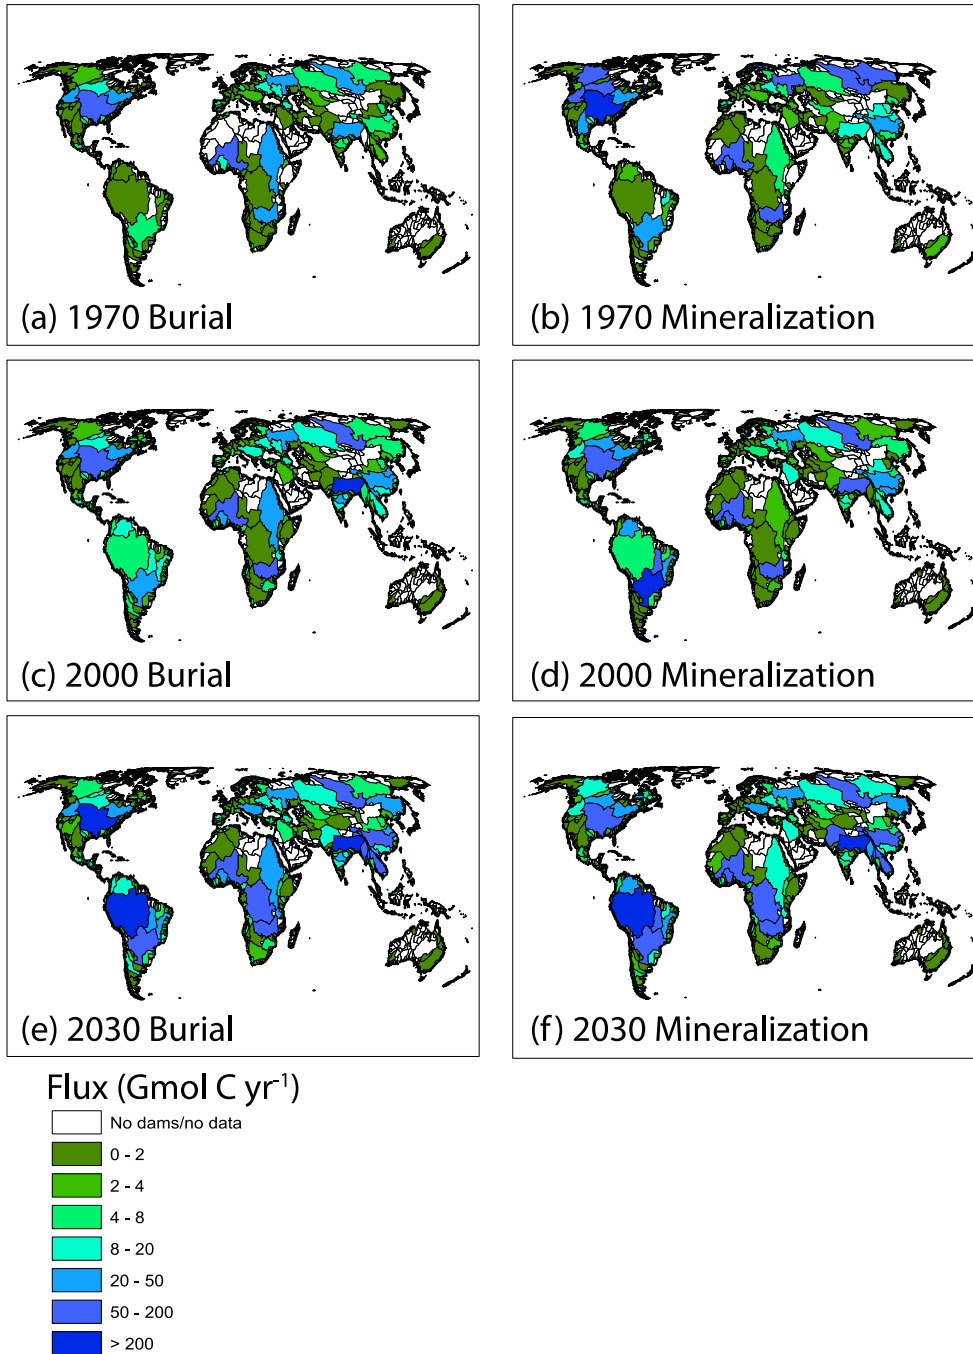 (a) 1970 Burial
(b) 1970 Mineralization
(c) 2000 Burial
(d) 2000 Mineralization
(e) 2030 Burial
(f) 2030 Mineralization
Flux (Gmol C yr⁻¹)
No dams/no data
0 - 2
2 - 4
4 - 8
8 - 20
20 - 50
50 - 200
> 200